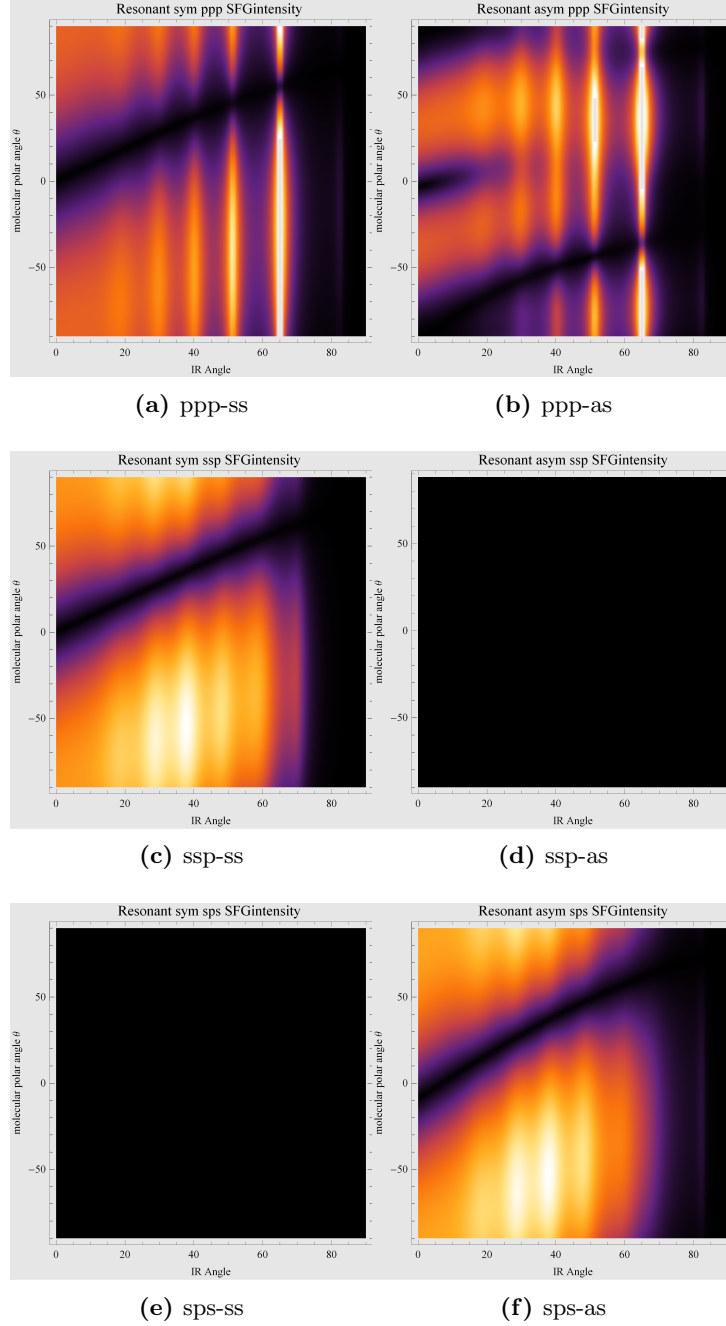 Resonant sym ppp SFGintensity
Resonant asym ppp SFGintensity
molecular polar angle θ
50
0
−50
0 20 40 60 80
IR Angle
molecular polar angle θ
50
0
−50
0 20 40 60 80
IR Angle
(a) ppp-ss
(b) ppp-as
Resonant sym ssp SFGintensity
Resonant asym ssp SFGintensity
molecular polar angle θ
50
0
−50
0 20 40 60 80
IR Angle
molecular polar angle θ
50
0
−50
0 20 40 60 80
IR Angle
(c) ssp-ss
(d) ssp-as
Resonant sym sps SFGintensity
Resonant asym sps SFGintensity
molecular polar angle θ
50
0
−50
0 20 40 60 80
IR Angle
molecular polar angle θ
50
0
−50
0 20 40 60 80
IR Angle
(e) sps-ss
(f) sps-as